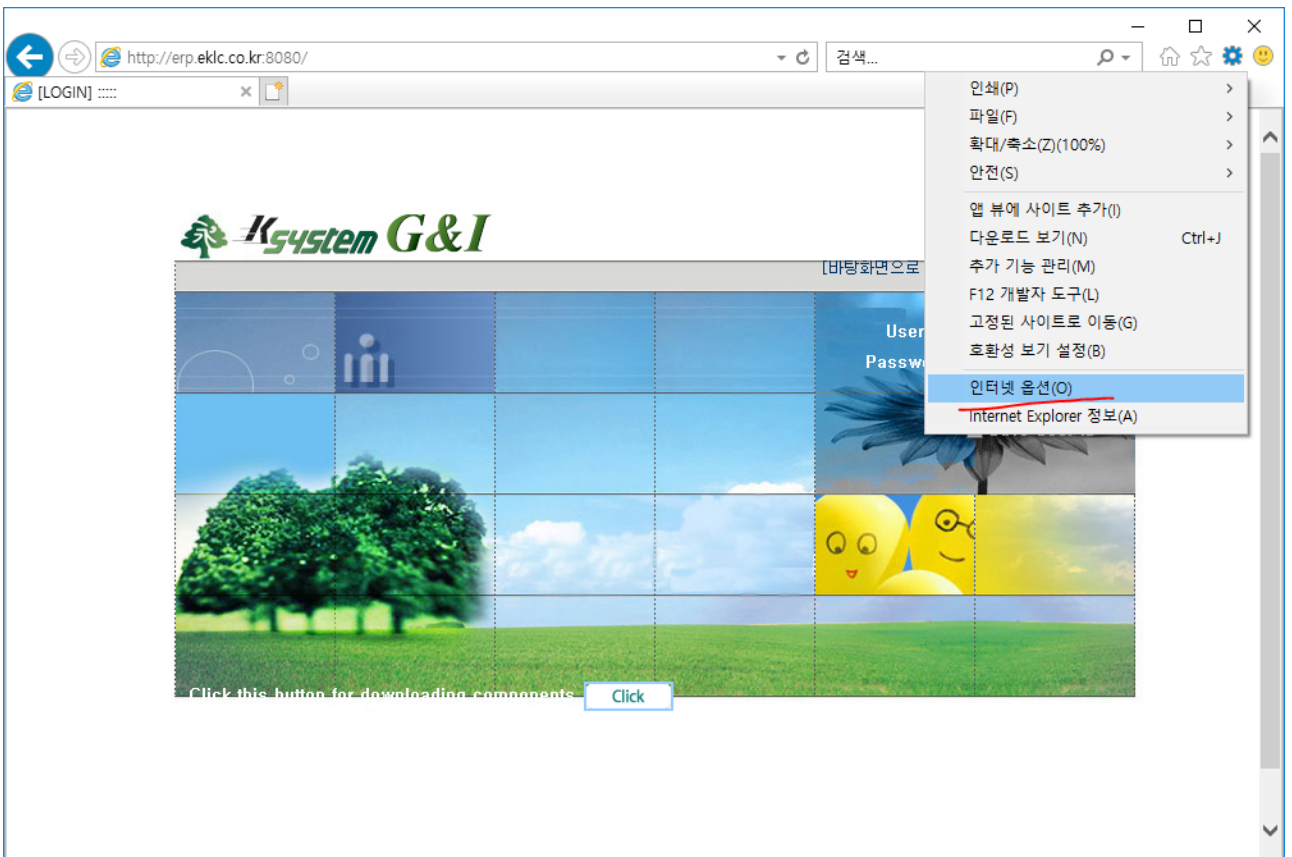 http://erp.eklc.co.kr:8080/
검색...
[LOGIN] :::::
인쇄(P)
파일(F)
확대/축소(Z)(100%)
안전(S)
앱 뷰에 사이트 추가(I)
다운로드 보기(N) Ctrl+J
추가 기능 관리(M)
F12 개발자 도구(L)
고정된 사이트로 이동(G)
호환성 보기 설정(B)
인터넷 옵션(O)
Internet Explorer 정보(A)
Ksystem G&I
[바탕화면으로
User
Passw
Click this button for downloading components
Click